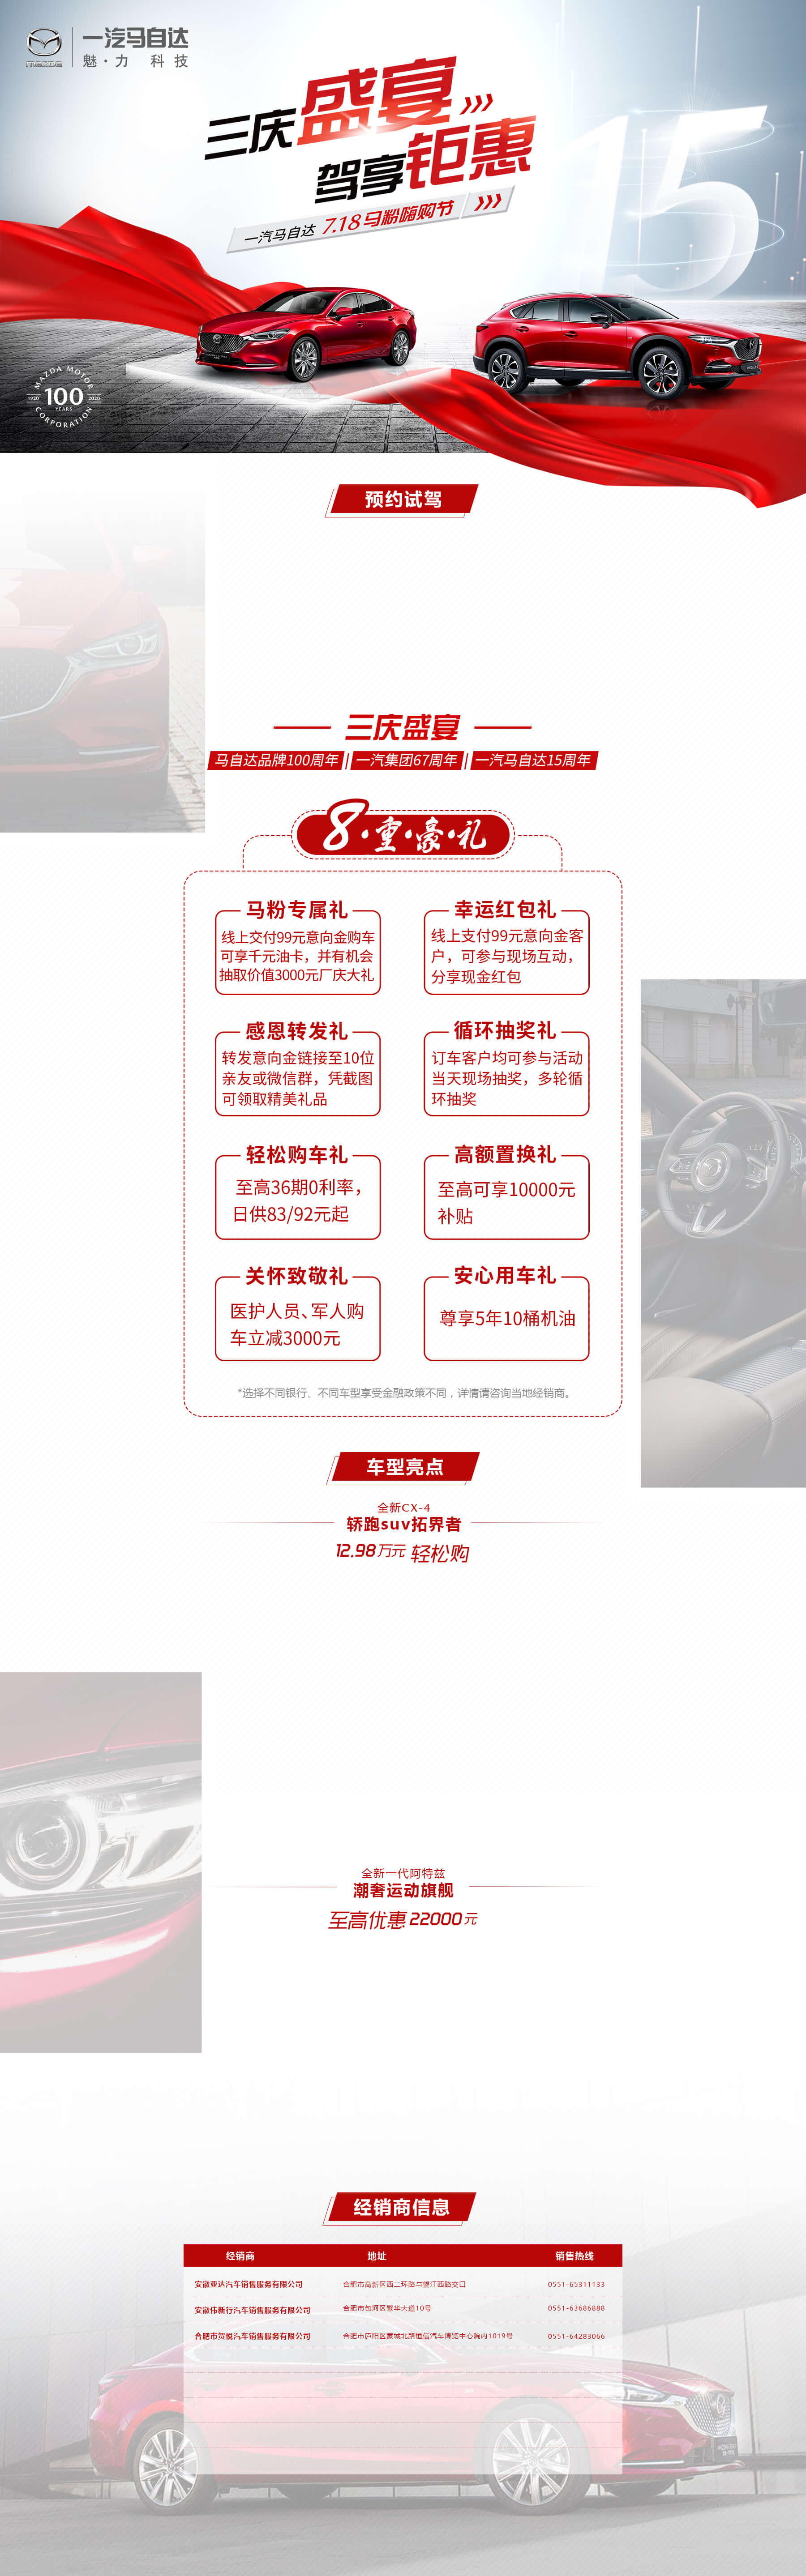 一汽马自达
魅·力 科技
三庆盛宴
驾享钜惠
一汽马自达 7.18马粉嗨购节
15
MAZDA MOTOR
1920 100 2020
YEARS
CORPORATION
预约试驾
三庆盛宴
马自达品牌100周年 | 一汽集团67周年 | 一汽马自达15周年
8·重·豪·礼
马粉专属礼
线上交付99元意向金购车
可享千元油卡，并有机会
抽取价值3000元厂庆大礼
幸运红包礼
线上支付99元意向金客
户，可参与现场互动，
分享现金红包
感恩转发礼
转发意向金链接至10位
亲友或微信群，凭截图
可领取精美礼品
循环抽奖礼
订车客户均可参与活动
当天现场抽奖，多轮循
环抽奖
轻松购车礼
至高36期0利率，
日供83/92元起
高额置换礼
至高可享10000元
补贴
关怀致敬礼
医护人员、军人购
车立减3000元
安心用车礼
尊享5年10桶机油
*选择不同银行、不同车型享受金融政策不同，详情请咨询当地经销商。
车型亮点
全新CX-4
轿跑suv拓界者
12.98万元 轻松购
全新一代阿特兹
潮奢运动旗舰
至高优惠22000元
经销商信息
经销商 地址 销售热线
安徽亚达汽车销售服务有限公司 合肥市高新区西二环路与望江西路交口 0551-65311133
安徽伟新行汽车销售服务有限公司 合肥市包河区繁华大道10号 0551-63686888
合肥市贺悦汽车销售服务有限公司 合肥市庐阳区蒙城北路恒信汽车博览中心院内1019号 0551-64283066